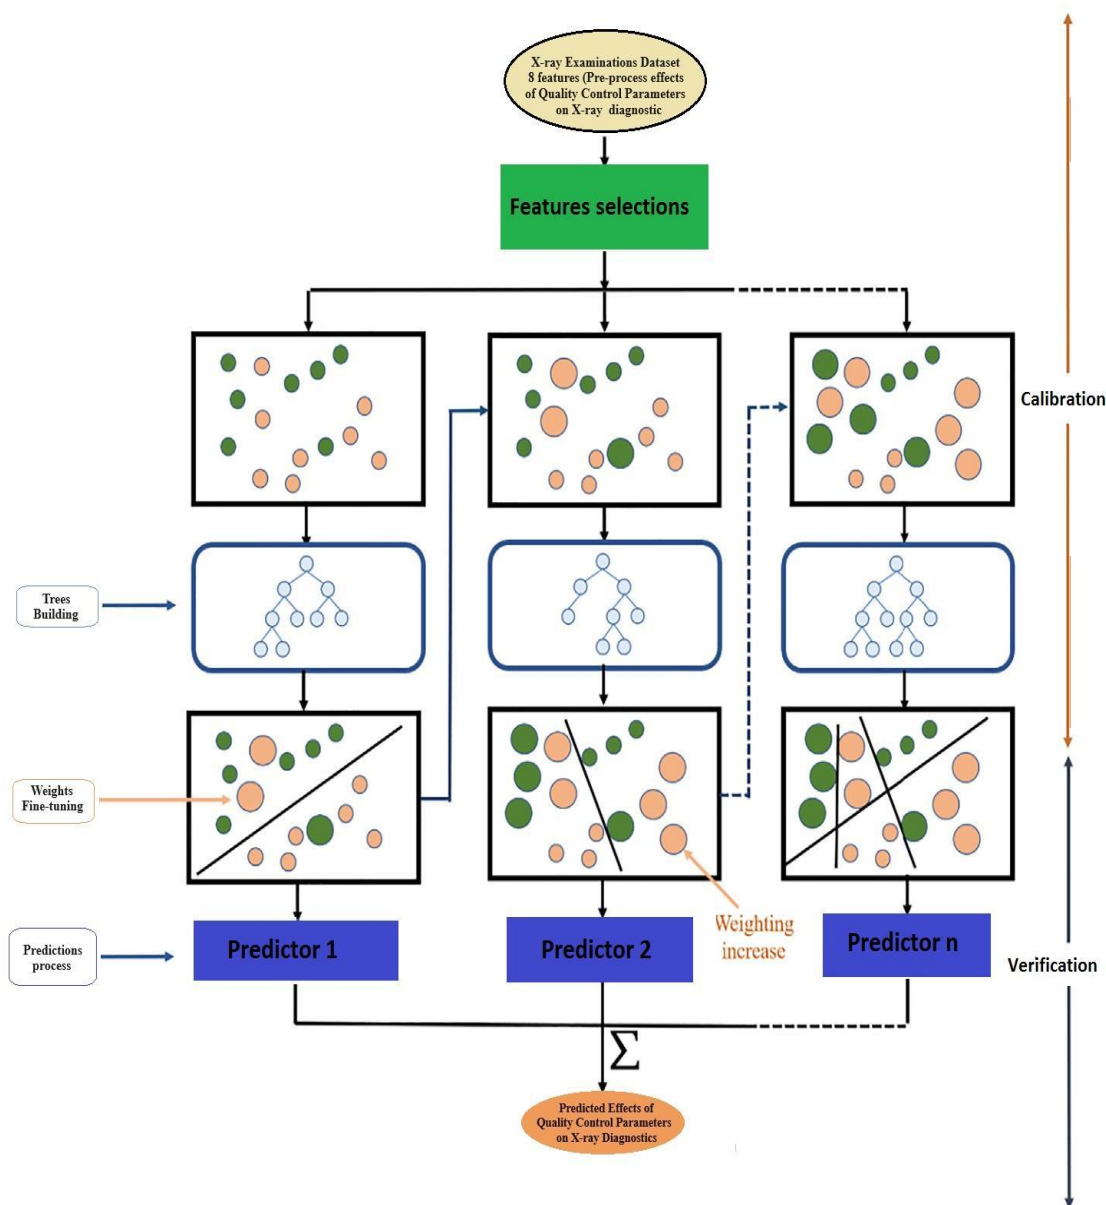 X-ray Examinations Dataset
8 features (Pre-process effects
of Quality Control Parameters
on X-ray diagnostic
Features selections
Calibration
Trees
Building
Weights
Fine-tuning
Weighting
increase
Predictions
process
Predictor 1
Predictor 2
Predictor n
Verification
Σ
Predicted Effects of
Quality Control Parameters
on X-ray Diagnostics